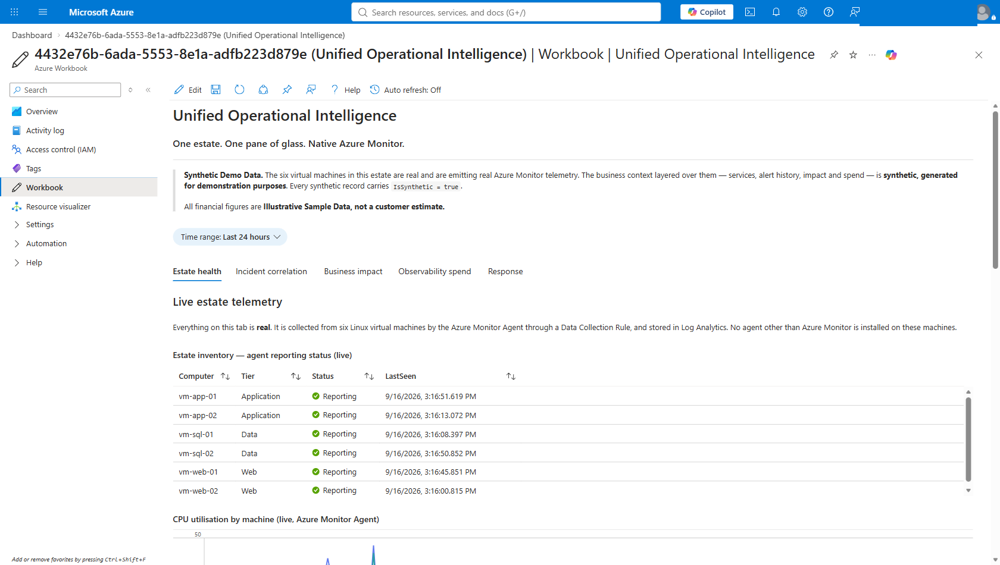 Microsoft Azure
Search resources, services, and docs (G+/)
Copilot
Dashboard
4432e76b-6ada-5553-8e1a-adfb223d879e (Unified Operational Intelligence)
4432e76b-6ada-5553-8e1a-adfb223d879e (Unified Operational Intelligence) | Workbook | Unified Operational Intelligence
Azure Workbook
Search
Overview
Activity log
Access control (IAM)
Tags
Workbook
Resource visualizer
Settings
Automation
Help
Add or remove favorites by pressing Ctrl+Shift+F
Edit
Help
Auto refresh: Off
Unified Operational Intelligence
One estate. One pane of glass. Native Azure Monitor.
Synthetic Demo Data. The six virtual machines in this estate are real and are emitting real Azure Monitor telemetry. The business context layered over them — services, alert history, impact and spend — is synthetic, generated
for demonstration purposes. Every synthetic record carries IsSynthetic = true.
All financial figures are Illustrative Sample Data, not a customer estimate.
Time range: Last 24 hours
Estate health Incident correlation Business impact Observability spend Response
Live estate telemetry
Everything on this tab is real. It is collected from six Linux virtual machines by the Azure Monitor Agent through a Data Collection Rule, and stored in Log Analytics. No agent other than Azure Monitor is installed on these machines.
Estate inventory — agent reporting status (live)
Computer Tier Status LastSeen
vm-app-01 Application Reporting 9/16/2026, 3:16:51.619 PM
vm-app-02 Application Reporting 9/16/2026, 3:16:13.072 PM
vm-sql-01 Data Reporting 9/16/2026, 3:16:08.397 PM
vm-sql-02 Data Reporting 9/16/2026, 3:16:50.852 PM
vm-web-01 Web Reporting 9/16/2026, 3:16:45.851 PM
vm-web-02 Web Reporting 9/16/2026, 3:16:00.815 PM
CPU utilisation by machine (live, Azure Monitor Agent)
50